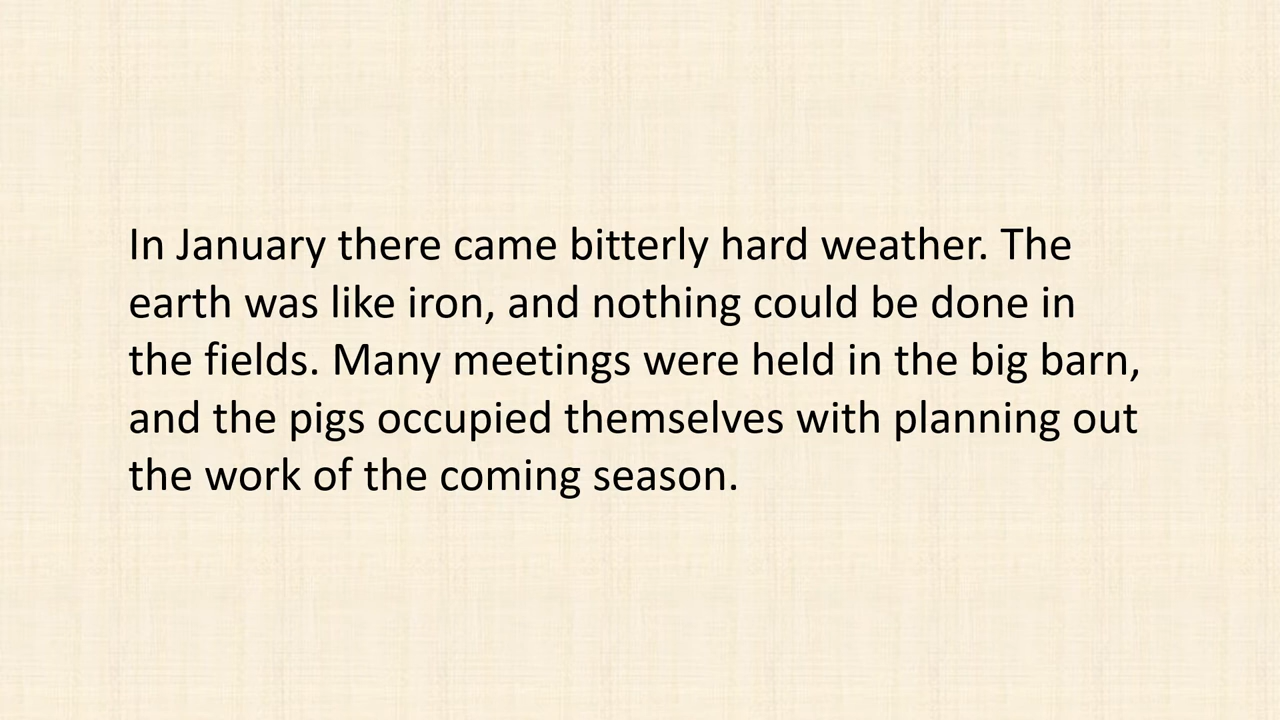 In January there came bitterly hard weather. The
earth was like iron, and nothing could be done in
the fields. Many meetings were held in the big barn,
and the pigs occupied themselves with planning out
the work of the coming season.